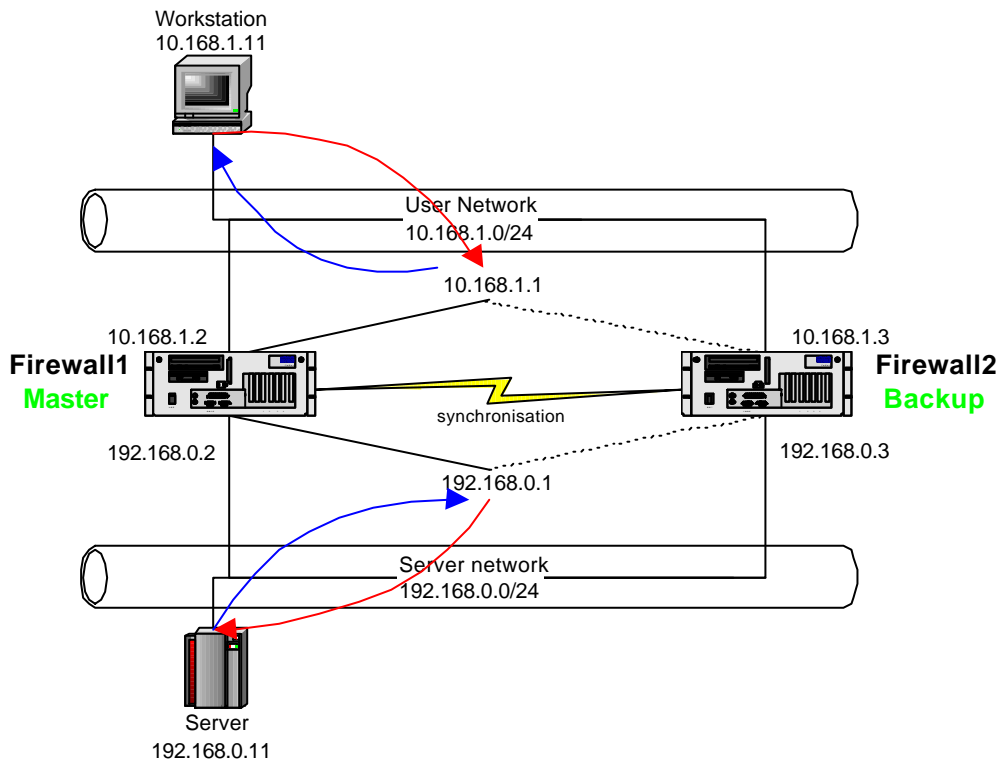 Workstation
10.168.1.11
User Network
10.168.1.0/24
10.168.1.1
10.168.1.2
10.168.1.3
Firewall1
Master
Firewall2
Backup
synchronisation
192.168.0.2
192.168.0.3
192.168.0.1
Server network
192.168.0.0/24
Server
192.168.0.11